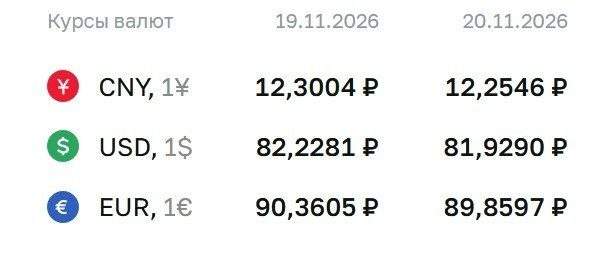 Курсы валют 19.11.2026 20.11.2026
¥ CNY, 1¥ 12,3004 ₽ 12,2546 ₽
$ USD, 1$ 82,2281 ₽ 81,9290 ₽
€ EUR, 1€ 90,3605 ₽ 89,8597 ₽